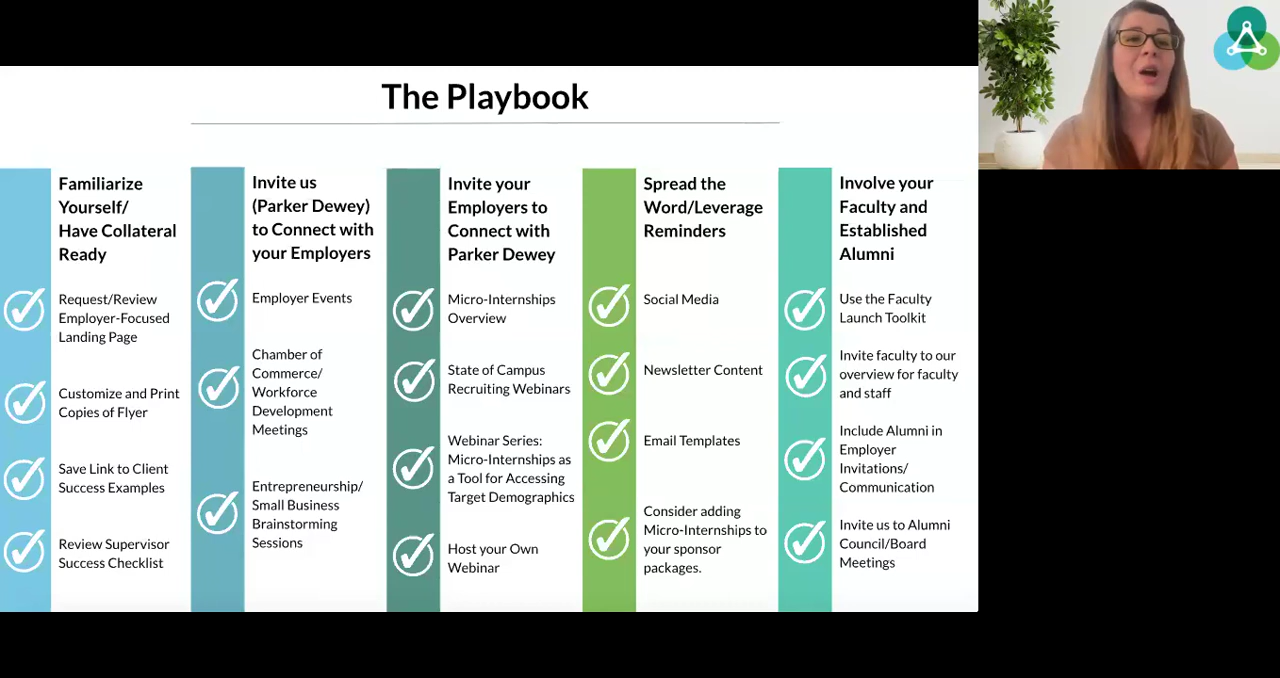 The Playbook
Familiarize
Yourself/
Have Collateral
Ready
Request/Review
Employer-Focused
Landing Page
Customize and Print
Copies of Flyer
Save Link to Client
Success Examples
Review Supervisor
Success Checklist
Invite us
(Parker Dewey)
to Connect with
your Employers
Employer Events
Chamber of
Commerce/
Workforce
Development
Meetings
Entrepreneurship/
Small Business
Brainstorming
Sessions
Invite your
Employers to
Connect with
Parker Dewey
Micro-Internships
Overview
State of Campus
Recruiting Webinars
Webinar Series:
Micro-Internships as
a Tool for Accessing
Target Demographics
Host your Own
Webinar
Spread the
Word/Leverage
Reminders
Social Media
Newsletter Content
Email Templates
Consider adding
Micro-Internships to
your sponsor
packages.
Involve your
Faculty and
Established
Alumni
Use the Faculty
Launch Toolkit
Invite faculty to our
overview for faculty
and staff
Include Alumni in
Employer
Invitations/
Communication
Invite us to Alumni
Council/Board
Meetings